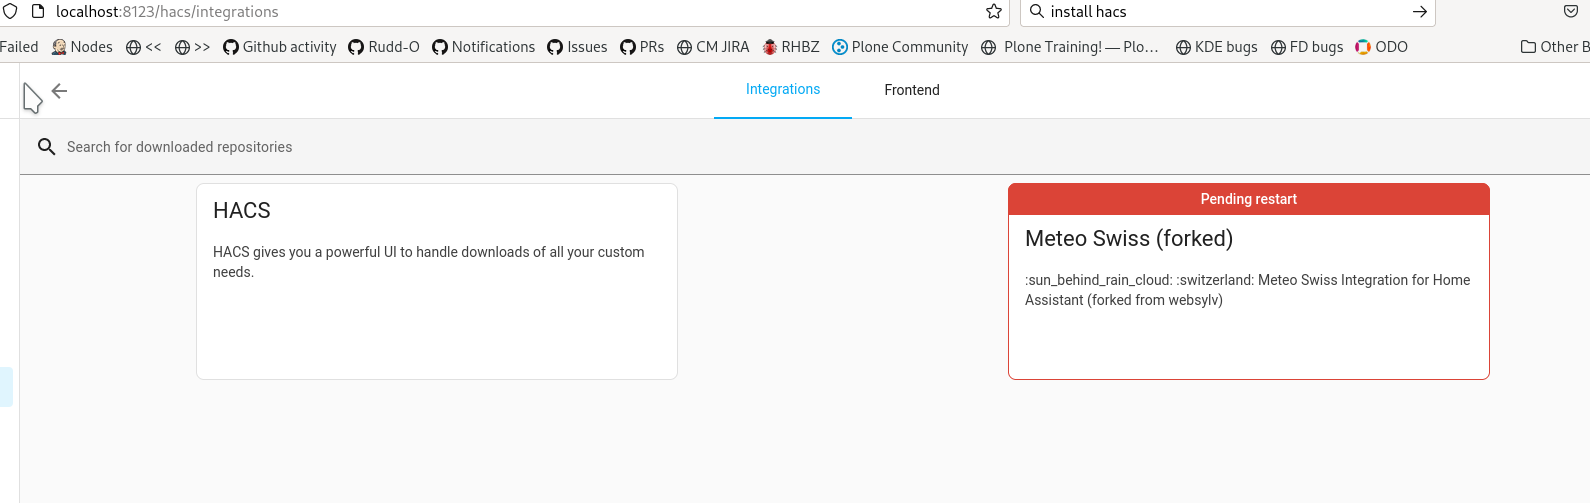 localhost:8123/hacs/integrations
install hacs
Failed Nodes << >> Github activity Rudd-O Notifications Issues PRs CM JIRA RHBZ Plone Community Plone Training! — Plo… KDE bugs FD bugs ODO Other B
Integrations Frontend
Search for downloaded repositories
HACS
HACS gives you a powerful UI to handle downloads of all your custom
needs.
Pending restart
Meteo Swiss (forked)
:sun_behind_rain_cloud: :switzerland: Meteo Swiss Integration for Home
Assistant (forked from websylv)